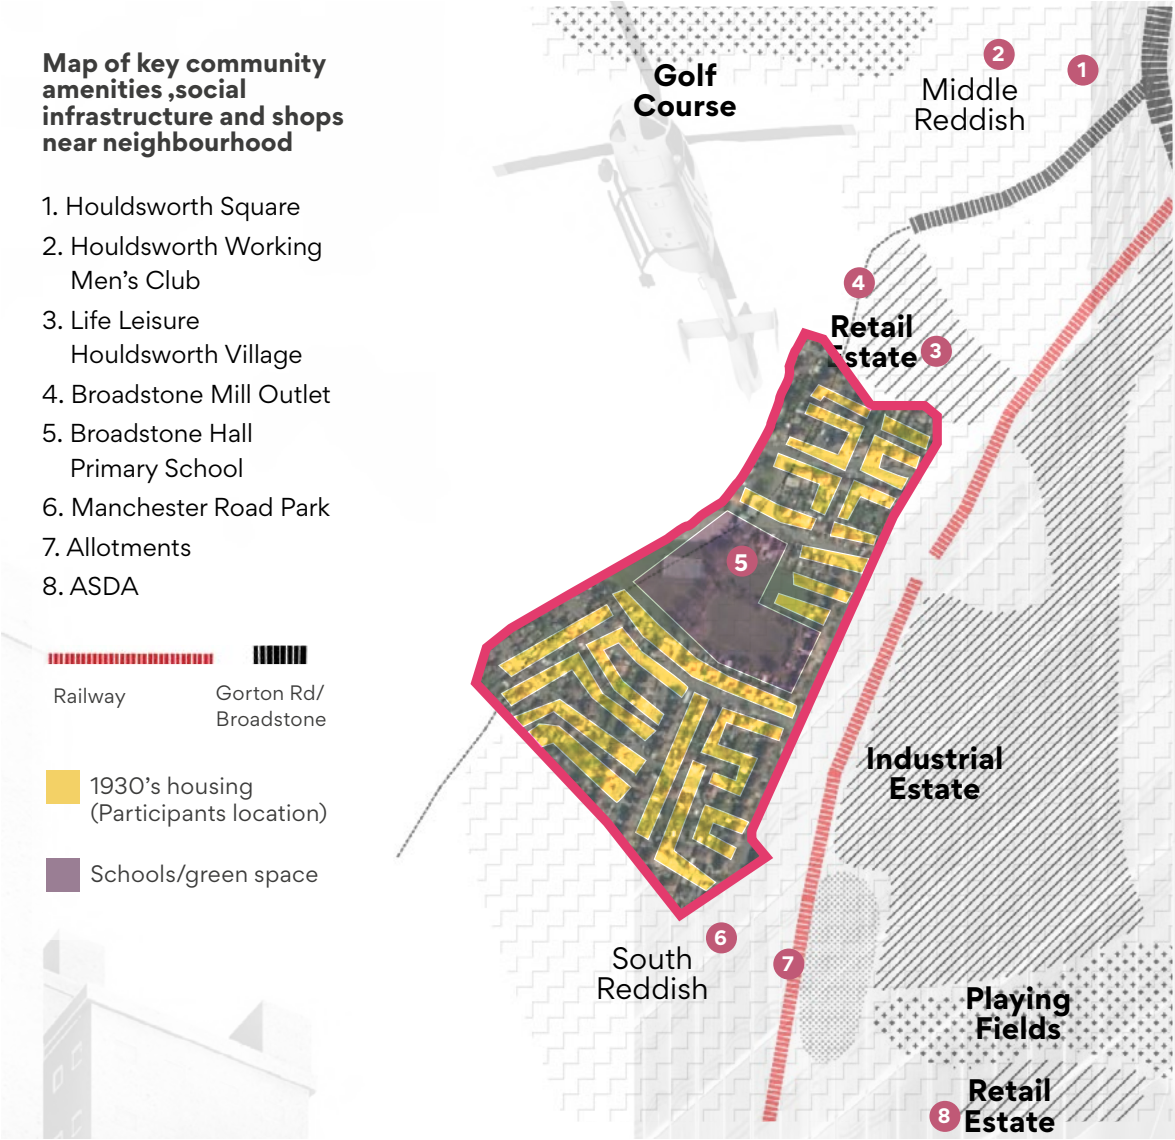 Map of key community
amenities ,social
infrastructure and shops
near neighbourhood
1. Houldsworth Square
2. Houldsworth Working
Men's Club
3. Life Leisure
Houldsworth Village
4. Broadstone Mill Outlet
5. Broadstone Hall
Primary School
6. Manchester Road Park
7. Allotments
8. ASDA
Railway
Gorton Rd/
Broadstone
1930's housing
(Participants location)
Schools/green space
Golf
Course
2
1
Middle
Reddish
4
Retail
Estate
3
5
Industrial
Estate
6
South
Reddish
7
Playing
Fields
Retail
Estate
8